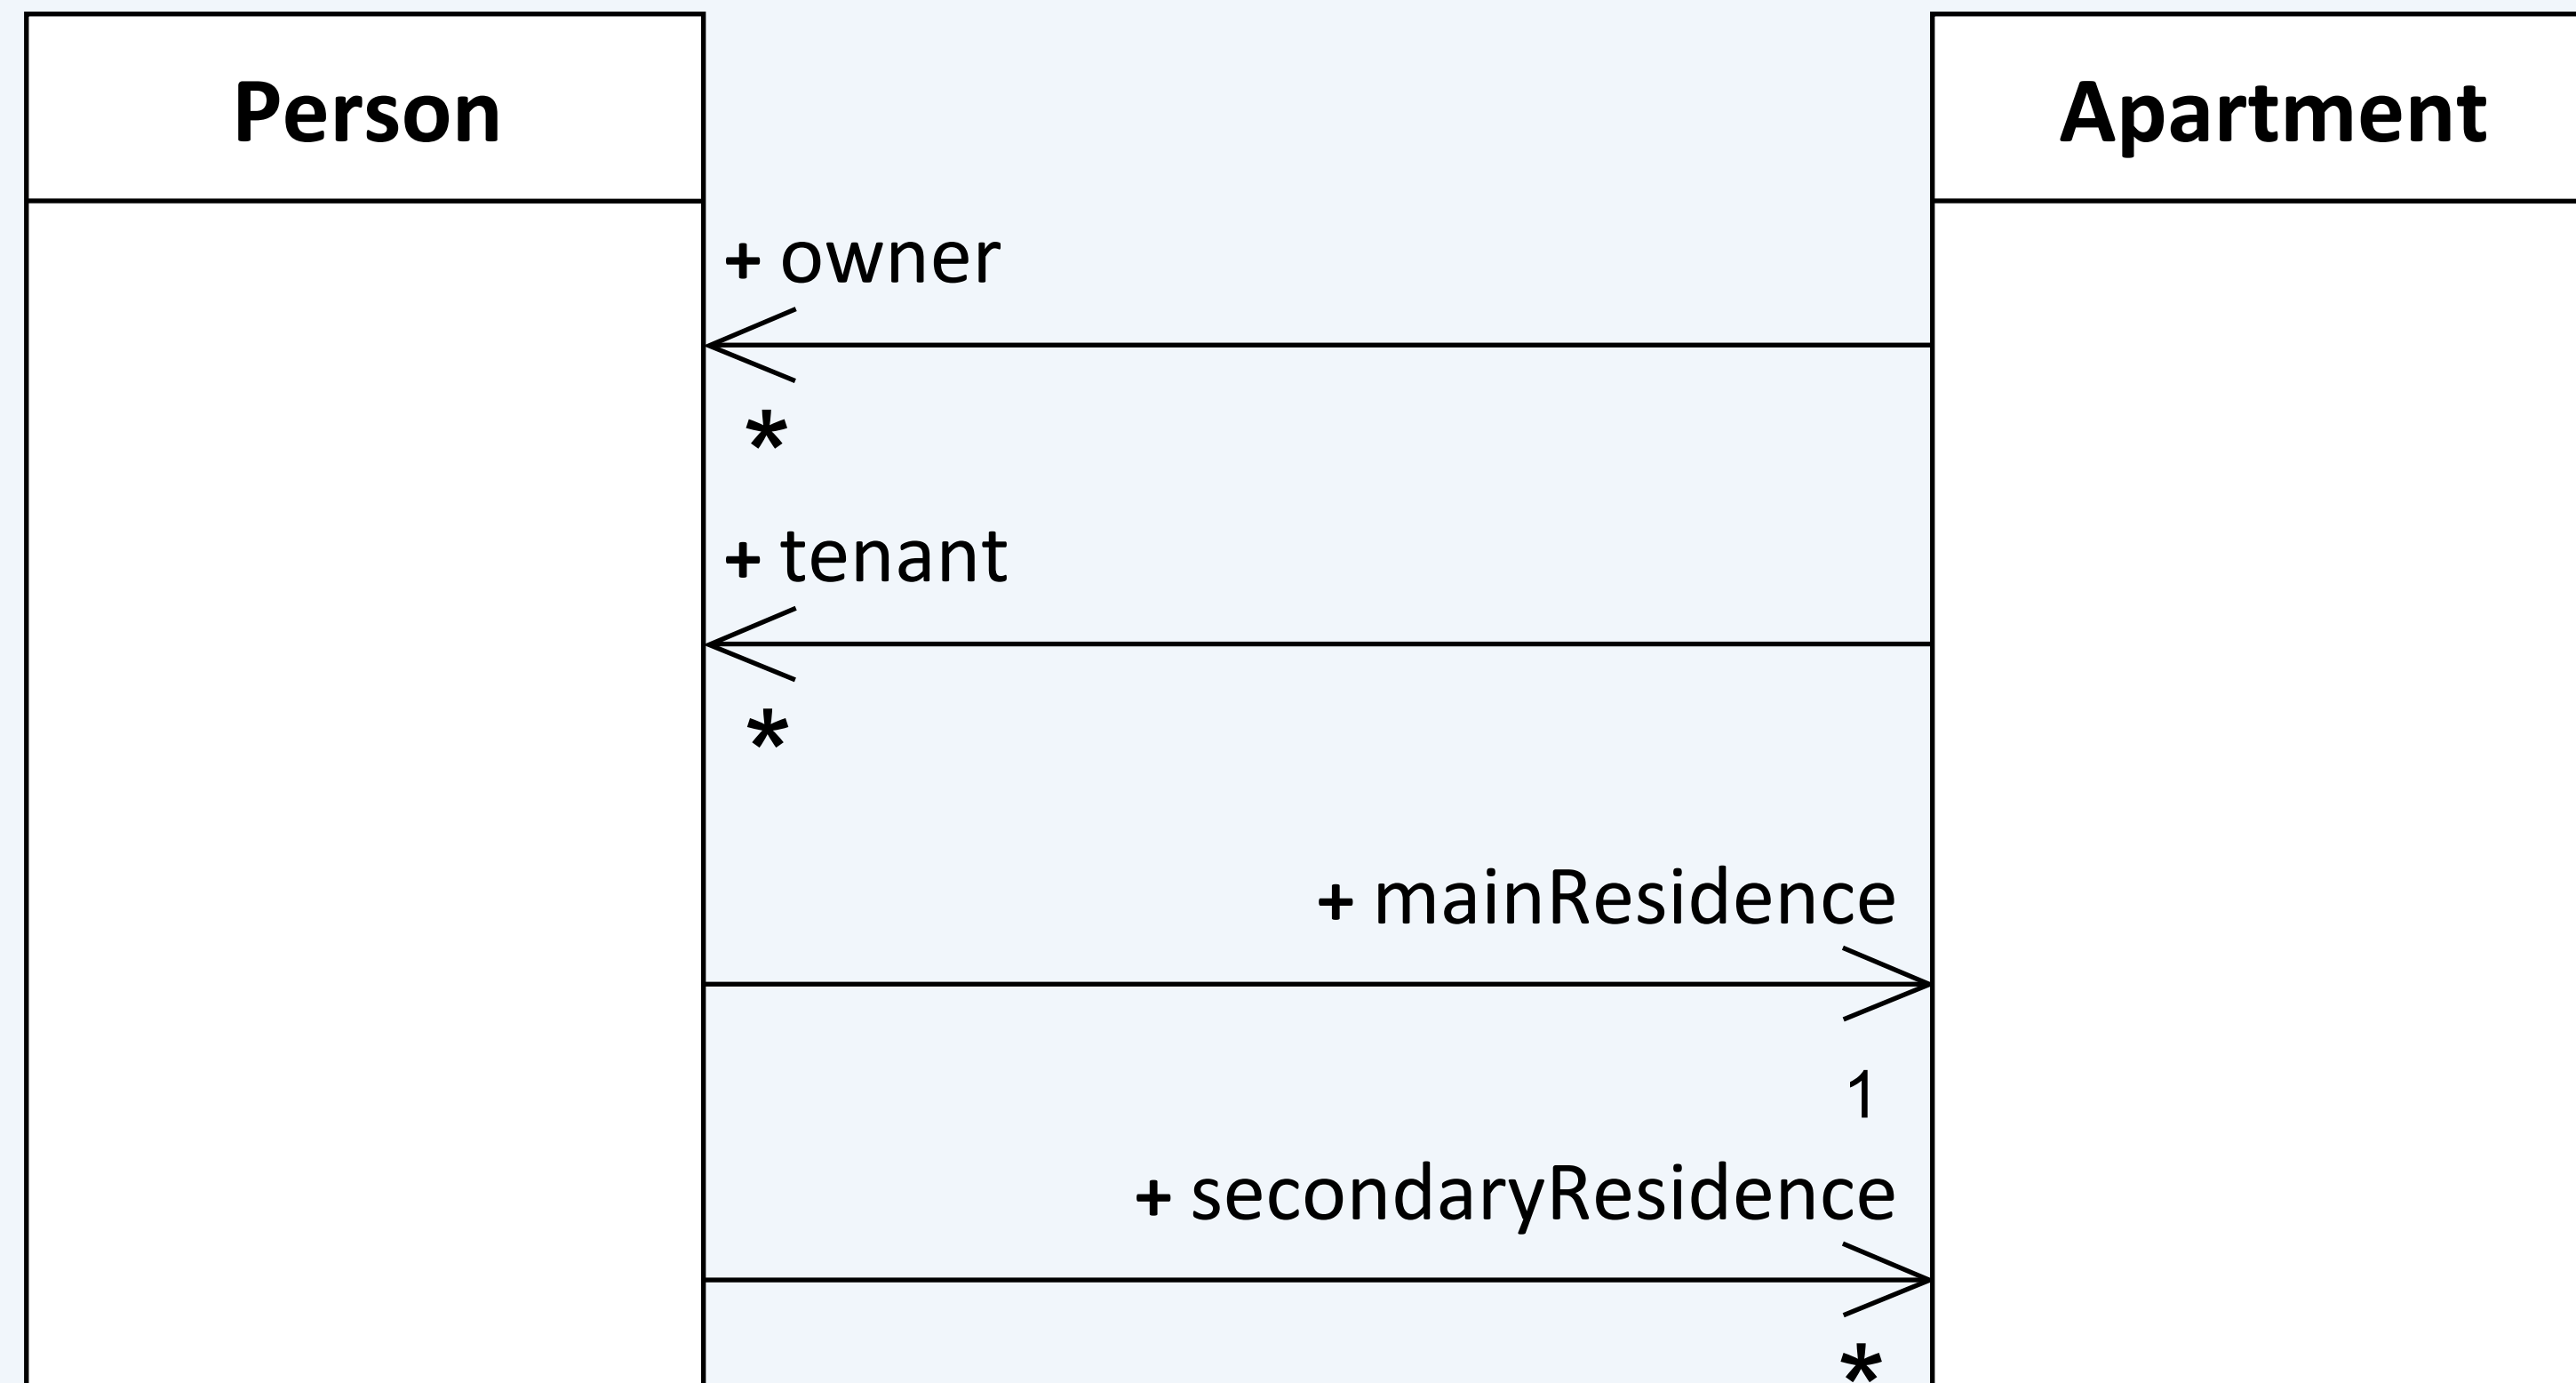 Person
Apartment
+ owner
*
+ tenant
*
+ mainResidence
1
+ secondaryResidence
*